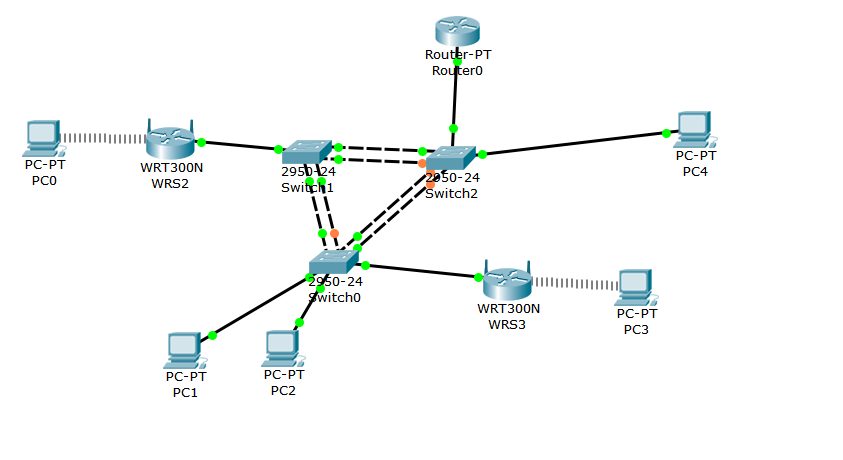 Router-PT
Router0
PC-PT
PC0
WRT300N
WRS2
2950-24
Switch1
2950-24
Switch2
PC-PT
PC4
2950-24
Switch0
WRT300N
WRS3
PC-PT
PC3
PC-PT
PC1
PC-PT
PC2